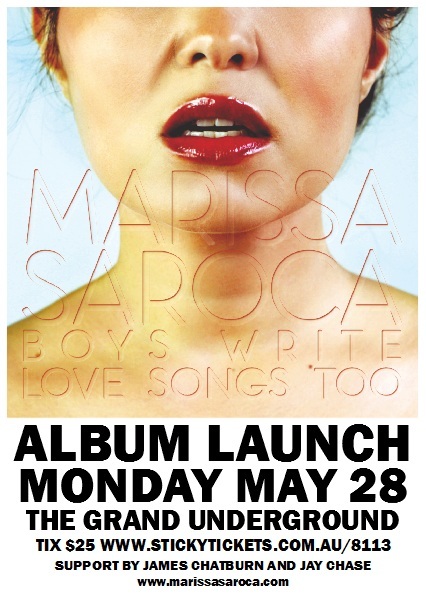 MARISSA
SAROCA
BOYS WRITE
LOVE SONGS TOO
ALBUM LAUNCH
MONDAY MAY 28
THE GRAND UNDERGROUND
TIX $25 WWW.STICKYTICKETS.COM.AU/8113
SUPPORT BY JAMES CHATBURN AND JAY CHASE
www.marissasaroca.com